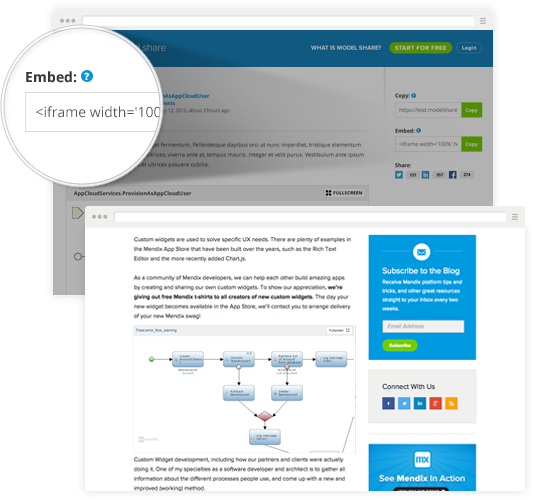 del share
WHAT IS MODEL SHARE?
START FOR FREE
Login
Embed: ?
<iframe width='100
nAsAppCloudUser
12, 2015, about 2 hours ago
et fermentum. Pellentesque dapibus orci at nunc imperdiet, tristique elementum
ultrices, viverra ante at, tempus mauris. Integer et velit purus. Vestibulum ante ipsum
et ultrices posuere cubilia.
AppCloudServices.ProvisionAsAppCloudUser
FULLSCREEN
Copy: ?
https://test.modelshare
Copy
Embed: ?
<iframe width='100%' h
Copy
Share:
121
357
274
Custom widgets are used to solve specific UX needs. There are plenty of examples in
the Mendix App Store that have been built over the years, such as the Rich Text
Editor and the more recently added Chart.js.
As a community of Mendix developers, we can help each other build amazing apps
by creating and sharing our own custom widgets. To show our appreciation, we're
giving out free Mendix t-shirts to all creators of new custom widgets. The day your
new widget becomes available in the App Store, we'll contact you to arrange delivery
of your new Mendix swag!
Fullscreen
mendix
Custom Widget development, including how our partners and clients were actually
doing it. One of my specialties as a software developer and architect is to gather all
information about the different processes people use, and come up with a new and
improved (working) method.
Subscribe to the Blog
Receive Mendix platform tips and
tricks, and other great resources
straight to your inbox every two
weeks.
Email Address
Subscribe
Connect With Us
mx
See Mendix In Action